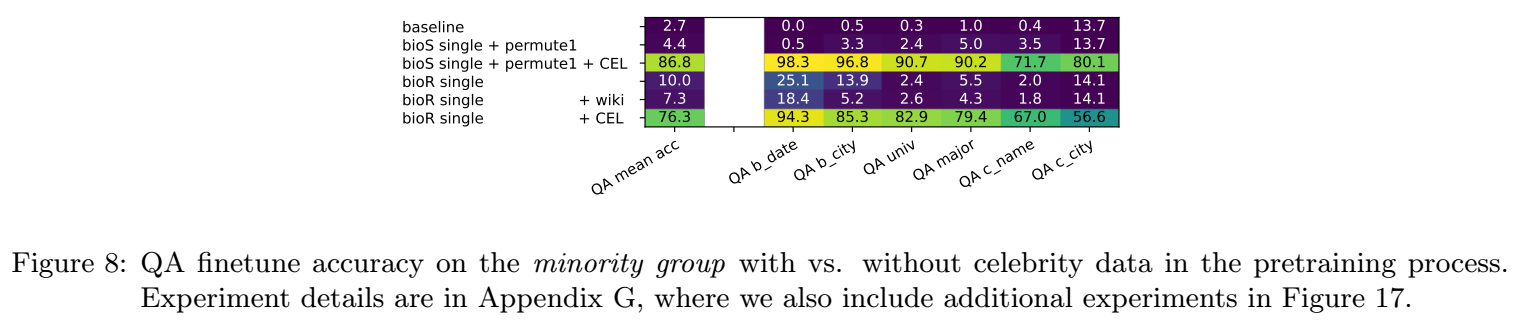 baseline 2.7 0.0 0.5 0.3 1.0 0.4 13.7
bioS single + permute1 4.4 0.5 3.3 2.4 5.0 3.5 13.7
bioS single + permute1 + CEL 86.8 98.3 96.8 90.7 90.2 71.7 80.1
bioR single 10.0 25.1 13.9 2.4 5.5 2.0 14.1
bioR single + wiki 7.3 18.4 5.2 2.6 4.3 1.8 14.1
bioR single + CEL 76.3 94.3 85.3 82.9 79.4 67.0 56.6
QA mean acc QA b_date QA b_city QA univ QA major QA c_name QA c_city
Figure 8: QA finetune accuracy on the minority group with vs. without celebrity data in the pretraining process.
Experiment details are in Appendix G, where we also include additional experiments in Figure 17.